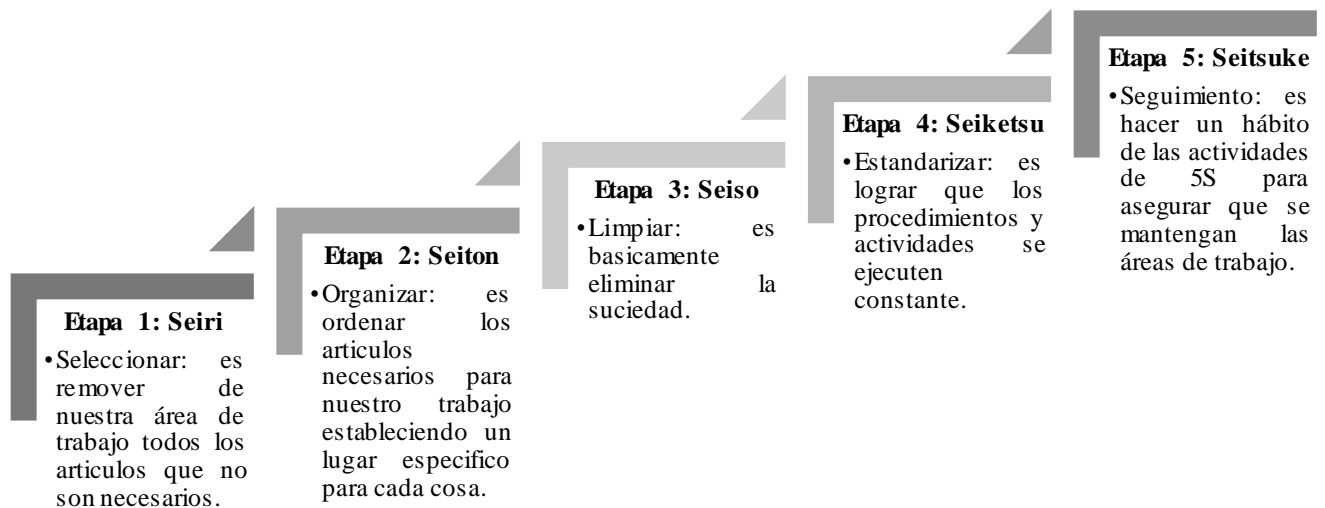 Etapa 1: Seiri
•Seleccionar: es
remover de
nuestra área de
trabajo todos los
articulos que no
son necesarios.
Etapa 2: Seiton
•Organizar: es
ordenar los
articulos
necesarios para
nuestro trabajo
estableciendo un
lugar especifico
para cada cosa.
Etapa 3: Seiso
•Limpiar: es
basicamente
eliminar la
suciedad.
Etapa 4: Seiketsu
•Estandarizar: es
lograr que los
procedimientos y
actividades se
ejecuten
constante.
Etapa 5: Seitsuke
•Seguimiento: es
hacer un hábito
de las actividades
de 5S para
asegurar que se
mantengan las
áreas de trabajo.